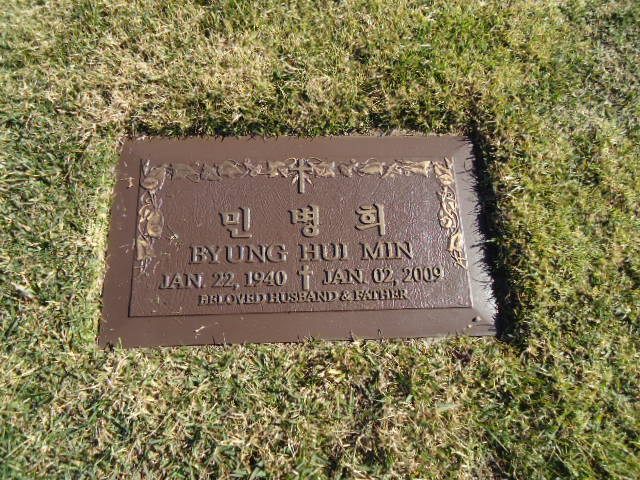 민 병 희
BYUNG HUI MIN
JAN. 22, 1940 † JAN. 02, 2009
BELOVED HUSBAND & FATHER